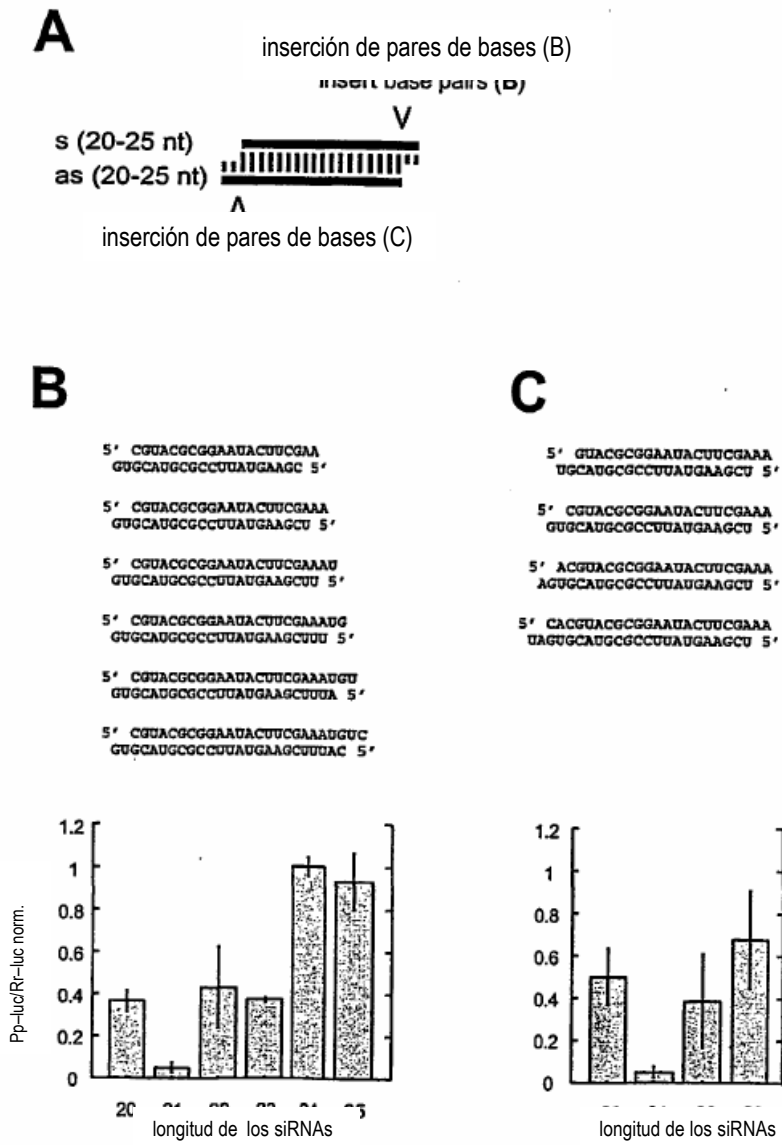 A
inserción de pares de bases (B)
insert base pairs (B)
V
s (20-25 nt)
as (20-25 nt)
Λ
inserción de pares de bases (C)
B
5' CGUACGCGGAAUACUUCGAA
GUGCAUGCGCCUUAUGAAGC 5'
5' CGUACGCGGAAUACUUCGAAA
GUGCAUGCGCCUUAUGAAGCU 5'
5' CGUACGCGGAAUACUUCGAAAU
GUGCAUGCGCCUUAUGAAGCUU 5'
5' CGUACGCGGAAUACUUCGAAAUG
GUGCAUGCGCCUUAUGAAGCUUU 5'
5' CGUACGCGGAAUACUUCGAAAUGU
GUGCAUGCGCCUUAUGAAGCUUUA 5'
5' CGUACGCGGAAUACUUCGAAAUGUC
GUGCAUGCGCCUUAUGAAGCUUUAC 5'
1.2
1
0.8
0.6
0.4
0.2
0
Pp-luc/Rr-luc norm.
20
longitud de los siRNAs
C
5' GUACGCGGAAUACUUCGAAA
UGCAUGCGCCUUAUGAAGCU 5'
5' CGUACGCGGAAUACUUCGAAA
GUGCAUGCGCCUUAUGAAGCU 5'
5' ACGUACGCGGAAUACUUCGAAA
AGUGCAUGCGCCUUAUGAAGCU 5'
5' CACGUACGCGGAAUACUUCGAAA
UAGUGCAUGCGCCUUAUGAAGCU 5'
1.2
1
0.8
0.6
0.4
0.2
0
longitud de los siRNAs